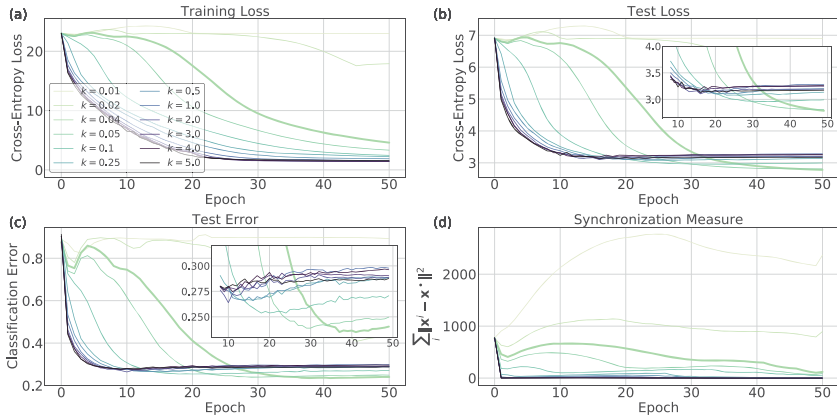 (a)
Training Loss
Cross-Entropy Loss
20
10
0
k = 0.01
k = 0.02
k = 0.04
k = 0.05
k = 0.1
k = 0.25
k = 0.5
k = 1.0
k = 2.0
k = 3.0
k = 4.0
k = 5.0
0 10 20 30 40 50
Epoch
(b)
Test Loss
Cross-Entropy Loss
7
6
5
4
3
4.0
3.5
3.0
10 20 30 40 50
0 10 20 30 40 50
Epoch
(c)
Test Error
Classification Error
0.8
0.6
0.4
0.2
0.300
0.275
0.250
10 20 30 40 50
0 10 20 30 40 50
Epoch
(d)
Synchronization Measure
∑j ||x^j − x^•||²
2000
1000
0
0 10 20 30 40 50
Epoch